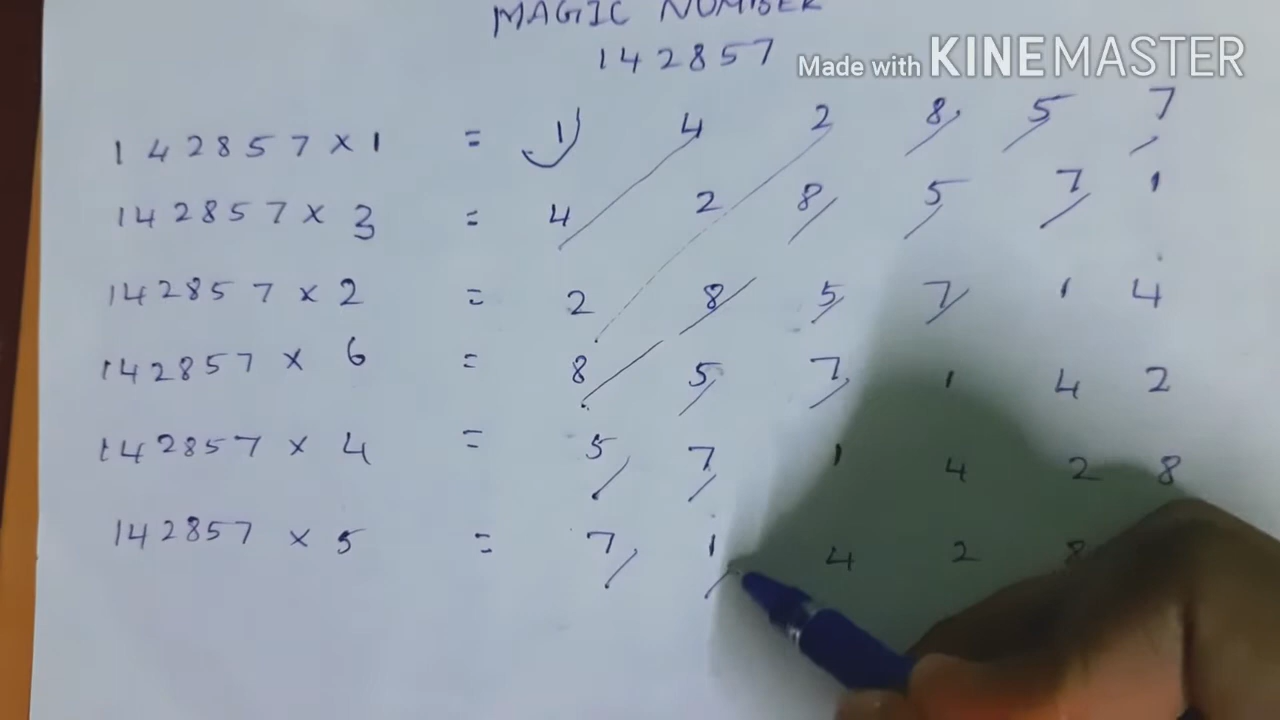 MAGIC NUMBER
142857
Made with KINEMASTER
142857 x 1 = 1 4 2 8 5 7
142857 x 3 = 4 2 8 5 7 1
142857 x 2 = 2 8 5 7 1 4
142857 x 6 = 8 5 7 1 4 2
142857 x 4 = 5 7 1 4 2 8
142857 x 5 = 7 1 4 2 8